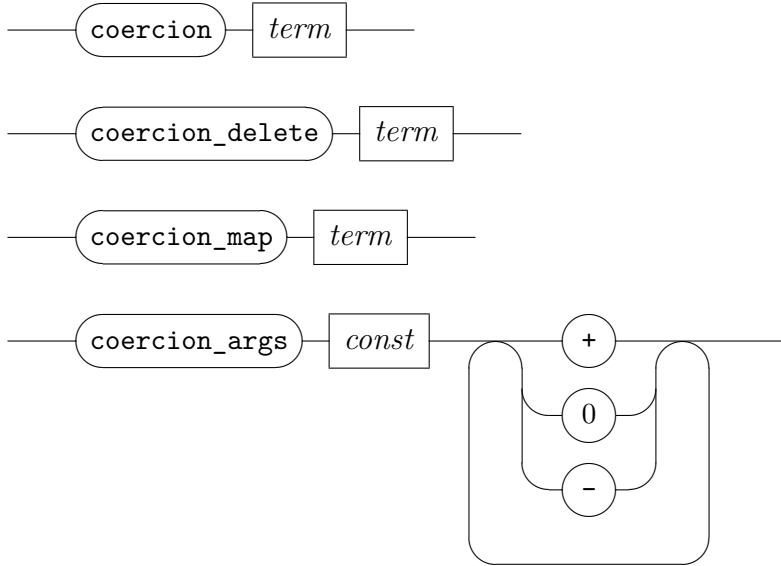 coercion term
coercion_delete term
coercion_map term
coercion_args const +
0
-